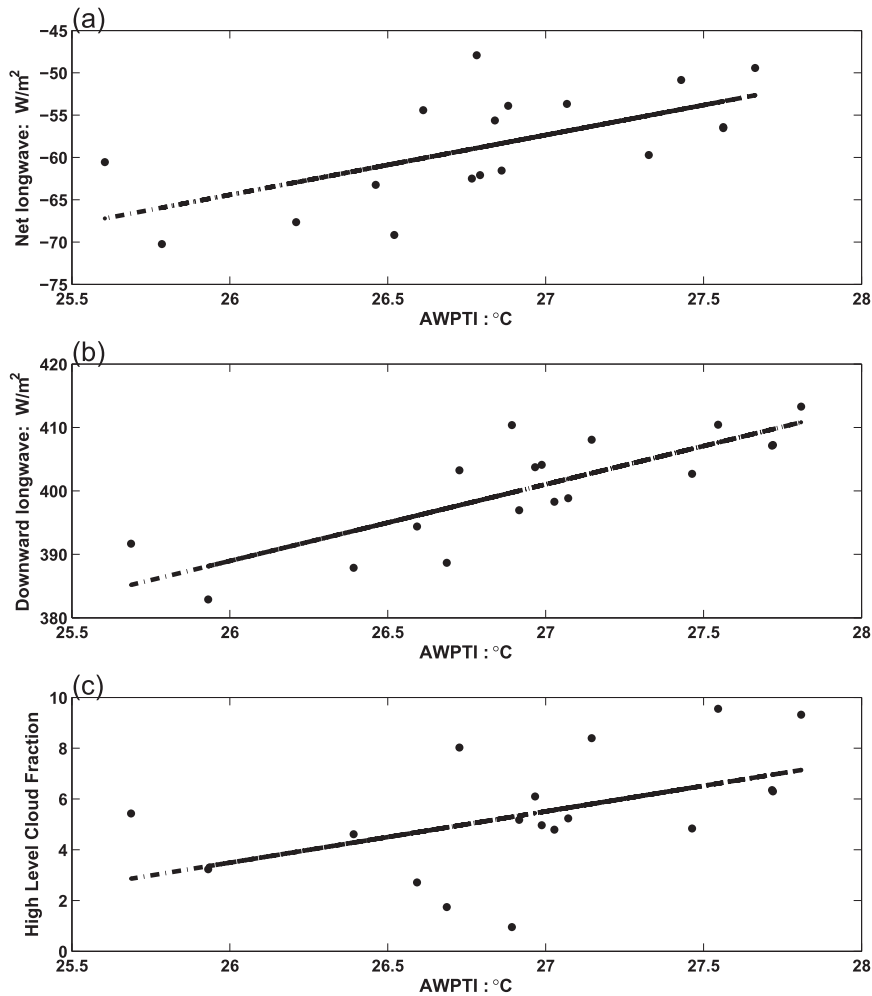 (a)
−45
−50
−55
−60
−65
−70
−75
Net longwave: W/m²
25.5 26 26.5 27 27.5 28
AWPTI : °C
(b)
420
410
400
390
380
Downward longwave: W/m²
25.5 26 26.5 27 27.5 28
AWPTI : °C
(c)
10
8
6
4
2
0
High Level Cloud Fraction
25.5 26 26.5 27 27.5 28
AWPTI : °C